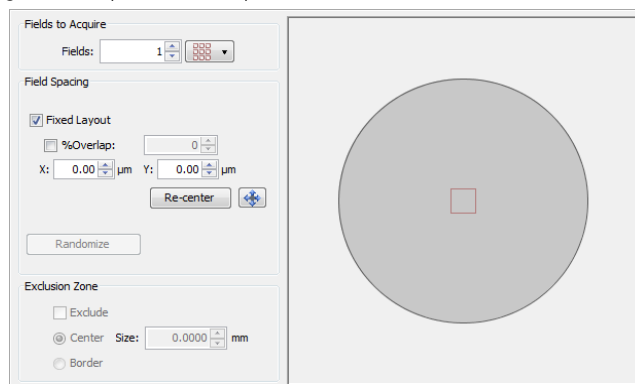 Fields to Acquire
Fields: 1
Field Spacing
Fixed Layout
%Overlap: 0
X: 0.00 µm Y: 0.00 µm
Re-center
Randomize
Exclusion Zone
Exclude
Center Size: 0.0000 mm
Border